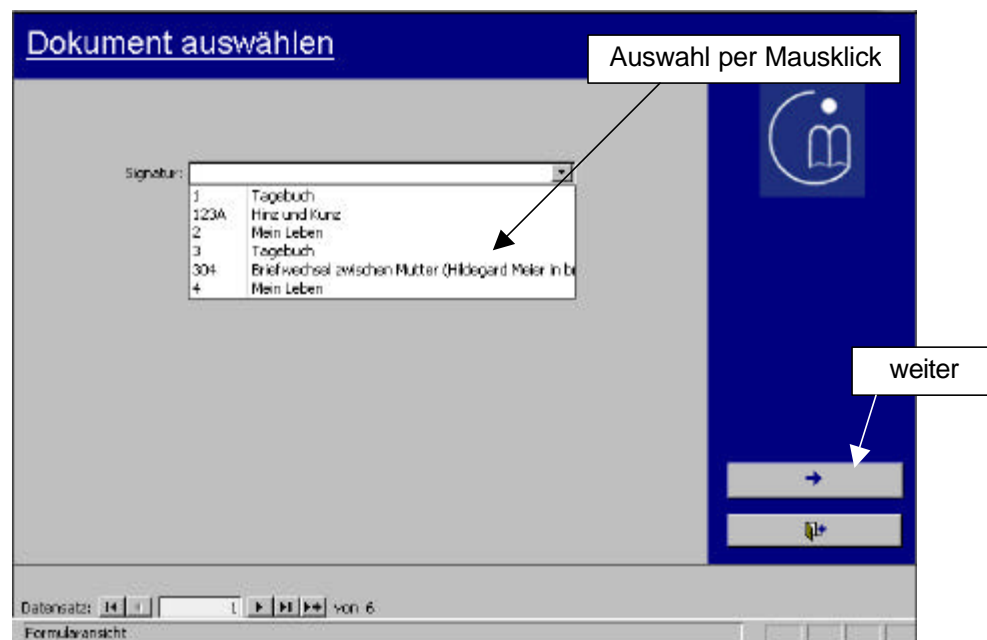 Dokument auswählen
Auswahl per Mausklick
Signatur:
1 Tagebuch
123A Hinz und Kunz
2 Mein Leben
3 Tagebuch
304 Briefwechsel zwischen Mutter (Hildegard Meier in br
4 Mein Leben
weiter
Datensatz: 1 von 6
Formularansicht